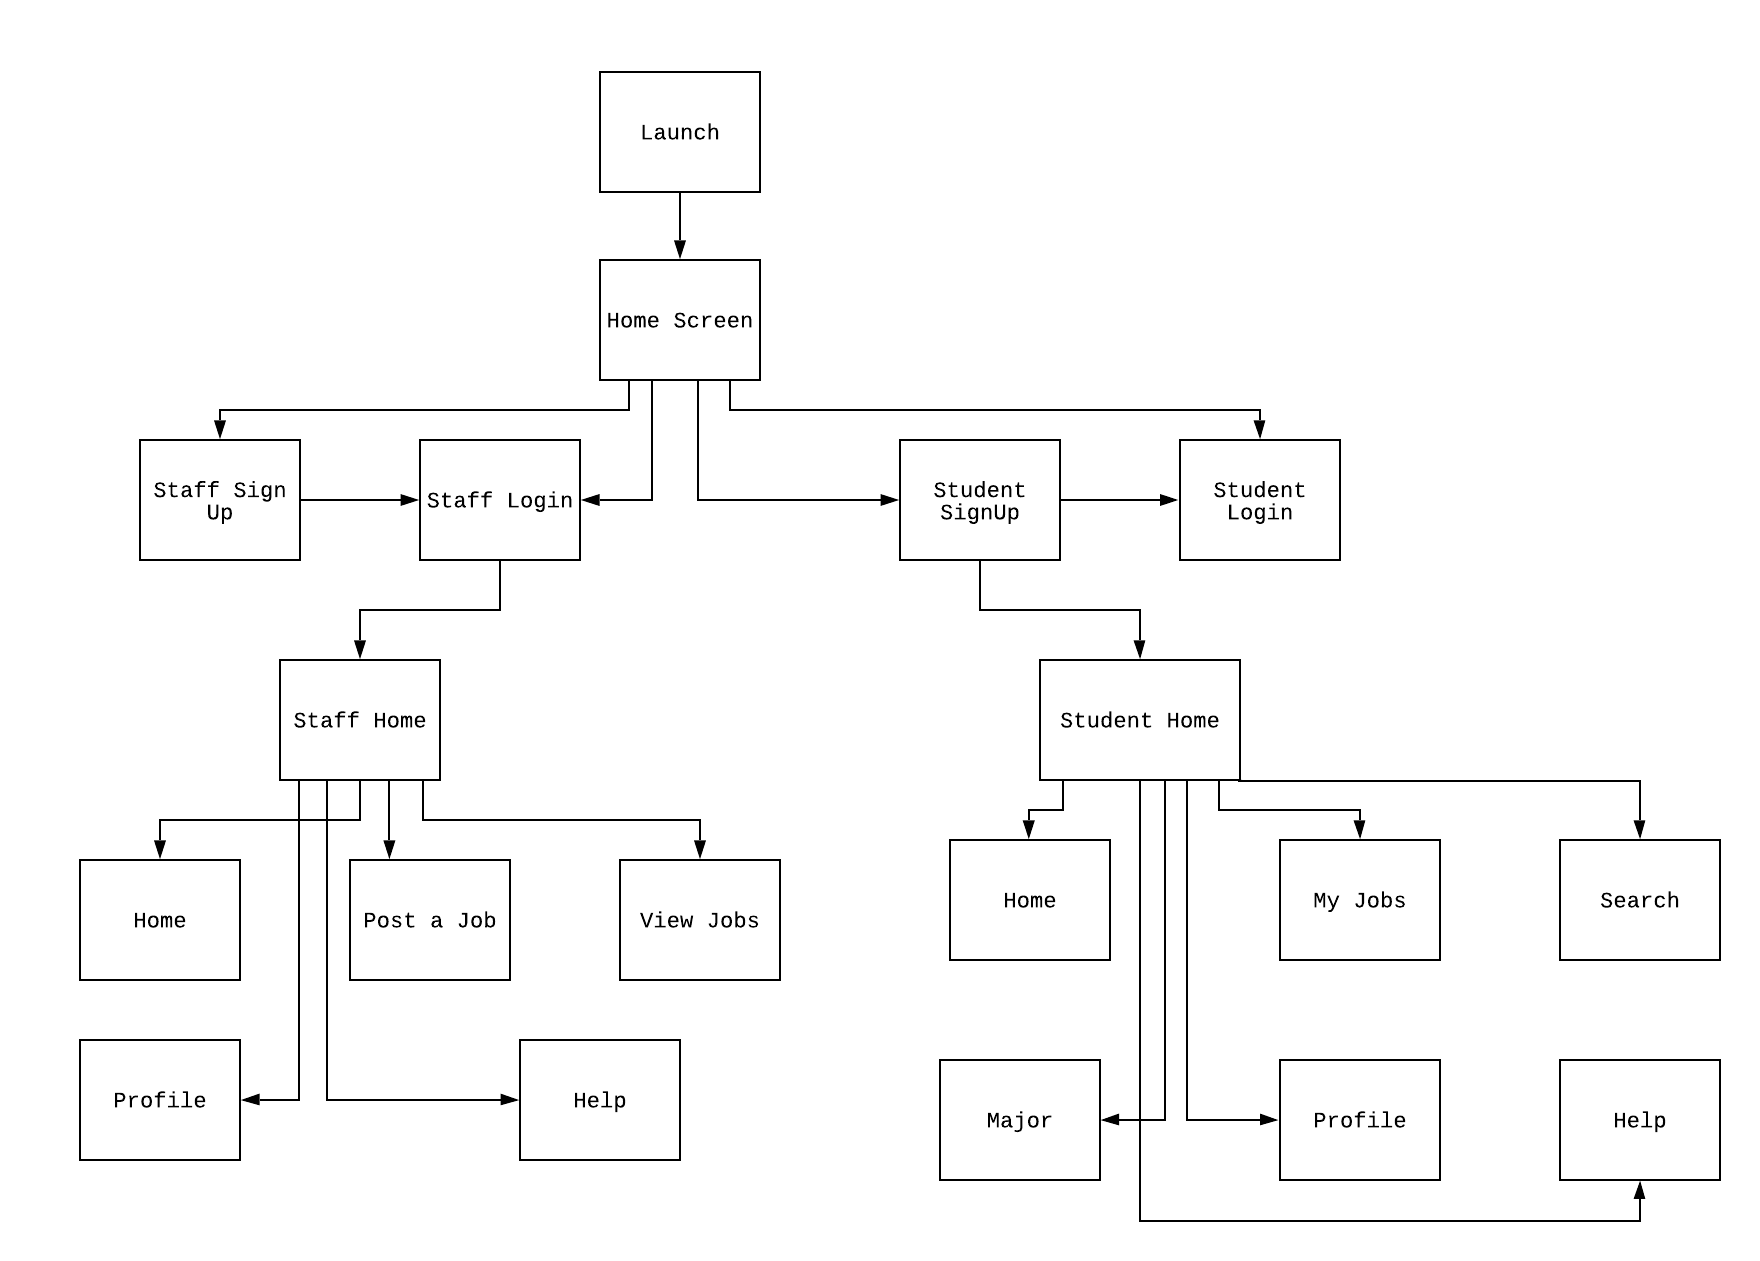 Launch
Home Screen
Staff Sign
Up
Staff Login
Student
SignUp
Student
Login
Staff Home
Student Home
Home
Post a Job
View Jobs
Home
My Jobs
Search
Profile
Help
Major
Profile
Help